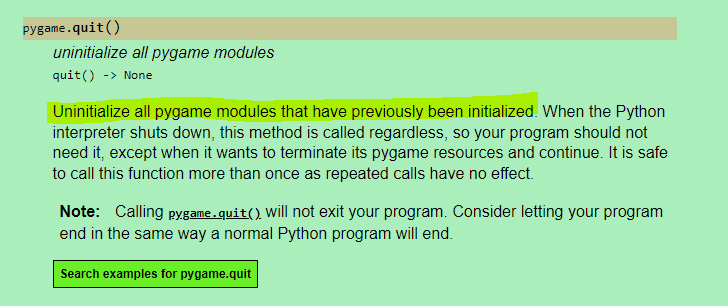 pygame.quit()
uninitialize all pygame modules
quit() -> None
Uninitialize all pygame modules that have previously been initialized. When the Python
interpreter shuts down, this method is called regardless, so your program should not
need it, except when it wants to terminate its pygame resources and continue. It is safe
to call this function more than once as repeated calls have no effect.
Note: Calling pygame.quit() will not exit your program. Consider letting your program
end in the same way a normal Python program will end.
Search examples for pygame.quit